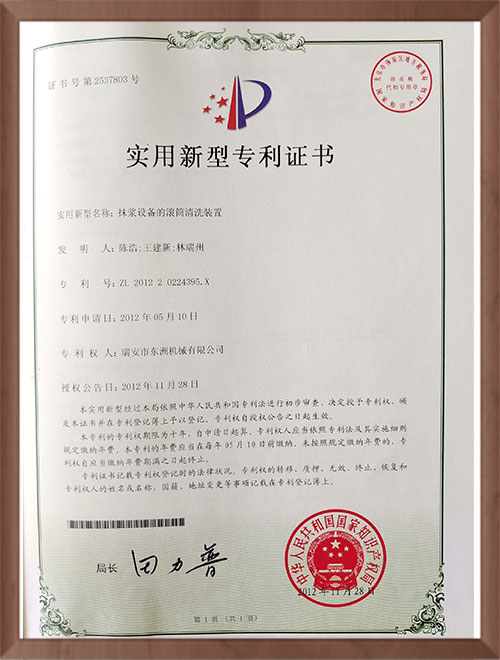 证书号第2537803号
实用新型专利证书
实用新型名称：抹浆设备的滚筒清洗装置
发明人：陈浩;王建新;林瑞州
专利号：ZL 2012 2 0224395.X
专利申请日：2012年05月10日
专利权人：瑞安市东洲机械有限公司
授权公告日：2012年11月28日
本实用新型经过本局依照中华人民共和国专利法进行初步审查，决定授予专利权，颁
发本证书并在专利登记簿上予以登记。专利权自授权公告之日起生效。
本专利的专利权期限为十年，自申请日起算。专利权人应当依照专利法及其实施细则
规定缴纳年费。本专利的年费应当在每年05月10日前缴纳。未按照规定缴纳年费的，专
利权自应当缴纳年费期满之日起终止。
专利证书记载专利权登记时的法律状况。专利权的转移、质押、无效、终止、恢复和
专利权人的姓名或名称、国籍、地址变更等事项记载在专利登记簿上。
局长 田力普
中华人民共和国国家知识产权局
2012年11月28日
第1页（共1页）